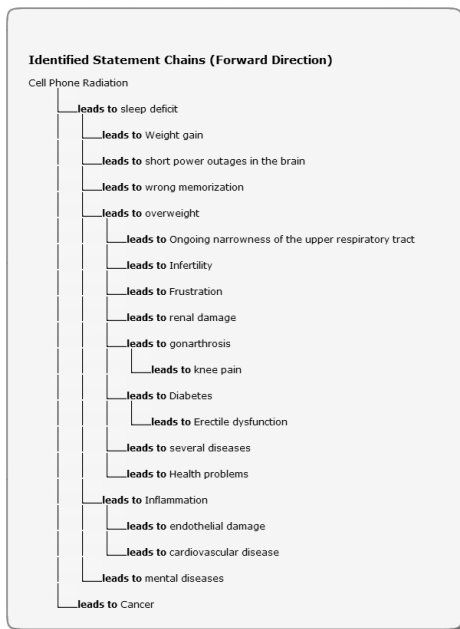 Identified Statement Chains (Forward Direction)
Cell Phone Radiation
leads to sleep deficit
leads to Weight gain
leads to short power outages in the brain
leads to wrong memorization
leads to overweight
leads to Ongoing narrowness of the upper respiratory tract
leads to Infertility
leads to Frustration
leads to renal damage
leads to gonarthrosis
leads to knee pain
leads to Diabetes
leads to Erectile dysfunction
leads to several diseases
leads to Health problems
leads to Inflammation
leads to endothelial damage
leads to cardiovascular disease
leads to mental diseases
leads to Cancer